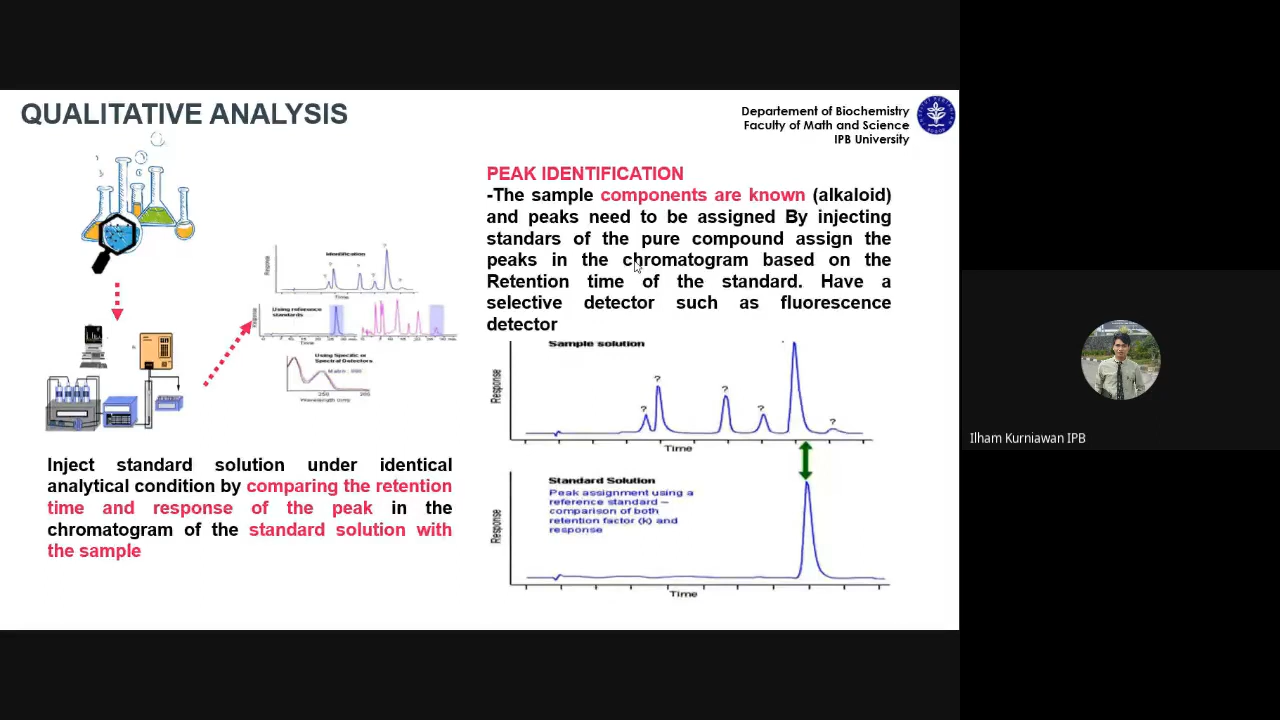 QUALITATIVE ANALYSIS
Departement of Biochemistry
Faculty of Math and Science
IPB University
PEAK IDENTIFICATION
-The sample components are known (alkaloid)
and peaks need to be assigned By injecting
standars of the pure compound assign the
peaks in the chromatogram based on the
Retention time of the standard. Have a
selective detector such as fluorescence
detector
Identification
Response
Time
Using reference
standards
Response
Time
Using Specific or
Spectral Detectors
Wavelength (nm)
Inject standard solution under identical
analytical condition by comparing the retention
time and response of the peak in the
chromatogram of the standard solution with
the sample
Sample solution
Response
? ? ? ? ?
Time
Standard Solution
Peak assignment using a
reference standard –
comparison of both
retention factor (k) and
response
Response
Time
Ilham Kurniawan IPB